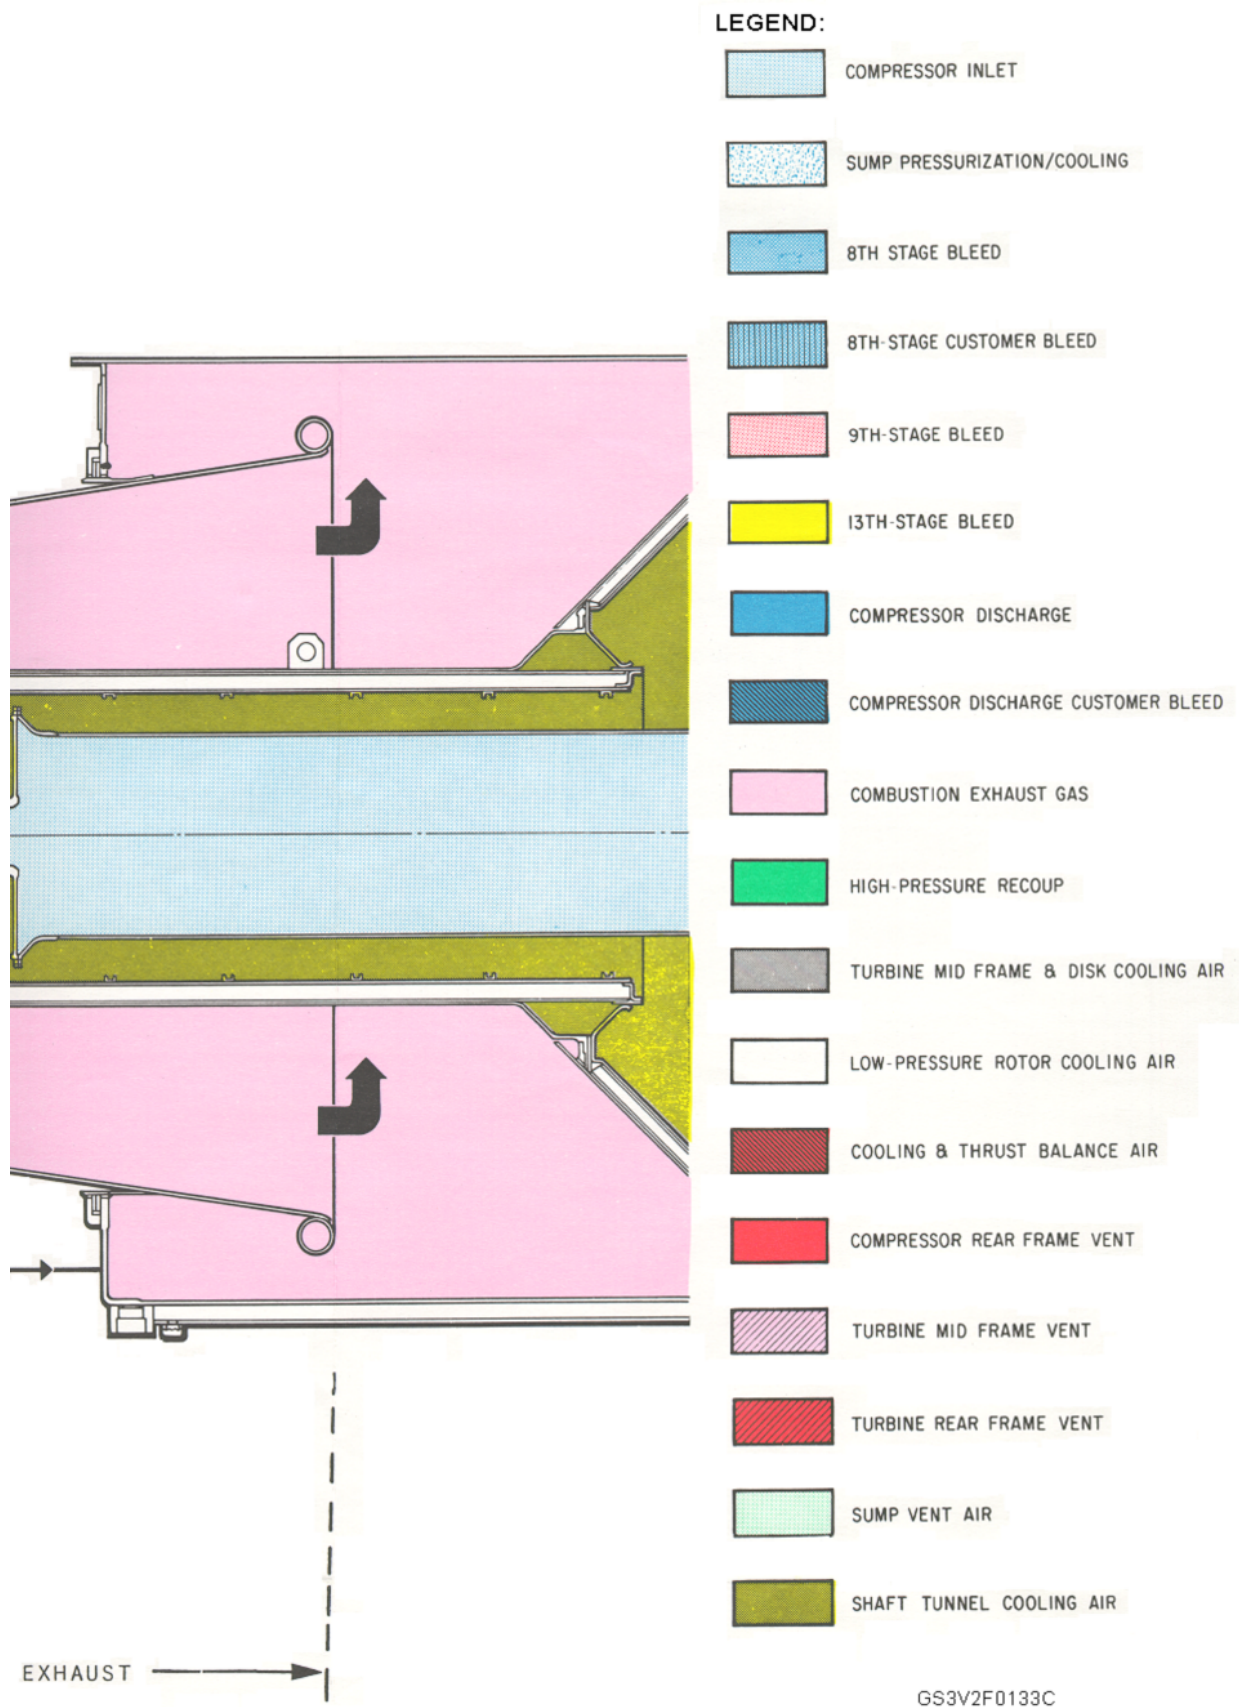 LEGEND:
COMPRESSOR INLET
SUMP PRESSURIZATION/COOLING
8TH STAGE BLEED
8TH-STAGE CUSTOMER BLEED
9TH-STAGE BLEED
13TH-STAGE BLEED
COMPRESSOR DISCHARGE
COMPRESSOR DISCHARGE CUSTOMER BLEED
COMBUSTION EXHAUST GAS
HIGH-PRESSURE RECOUP
TURBINE MID FRAME & DISK COOLING AIR
LOW-PRESSURE ROTOR COOLING AIR
COOLING & THRUST BALANCE AIR
COMPRESSOR REAR FRAME VENT
TURBINE MID FRAME VENT
TURBINE REAR FRAME VENT
SUMP VENT AIR
SHAFT TUNNEL COOLING AIR
EXHAUST
GS3V2F0133C